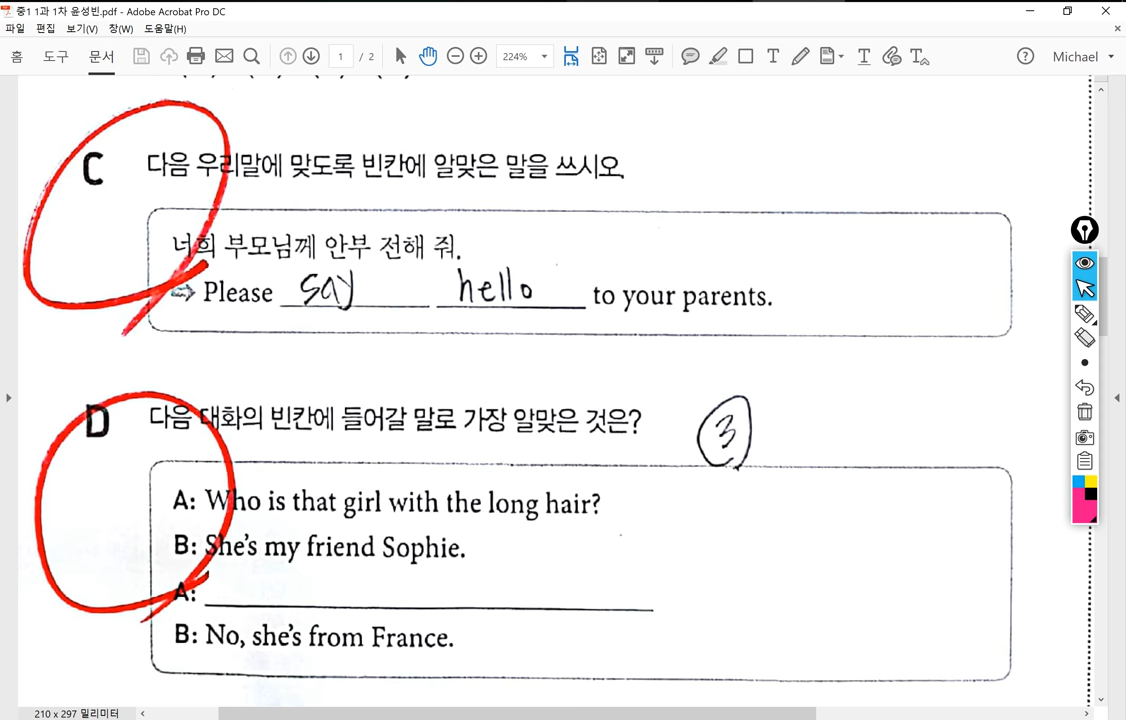 중1 1과 1차 윤성빈.pdf - Adobe Acrobat Pro DC
파일 편집 보기(V) 창(W) 도움말(H)
홈 도구 문서 1 / 2 224% Michael
C 다음 우리말에 맞도록 빈칸에 알맞은 말을 쓰시오.
너희 부모님께 안부 전해 줘.
⇒ Please say hello to your parents.
D 다음 대화의 빈칸에 들어갈 말로 가장 알맞은 것은? ③
A: Who is that girl with the long hair?
B: She's my friend Sophie.
A:
B: No, she's from France.
210 x 297 밀리미터